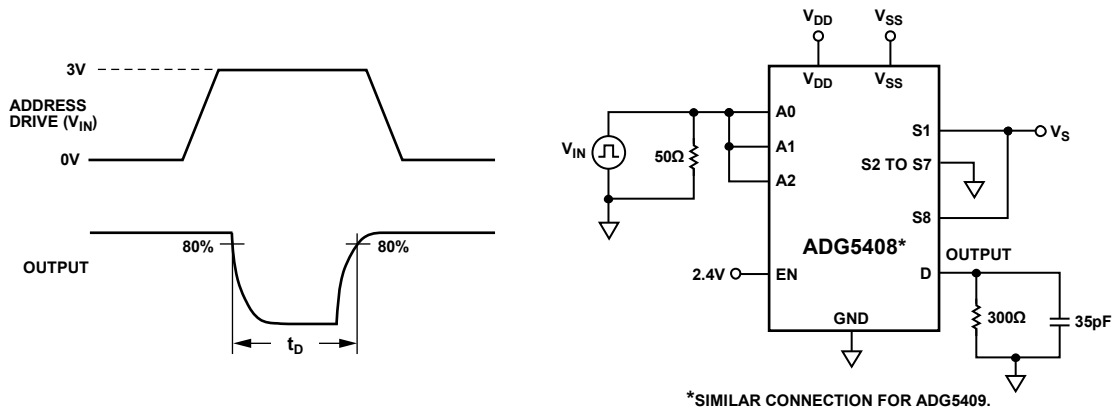 3V
ADDRESS
DRIVE (VIN)
0V
80%
80%
OUTPUT
tD
VDD
VSS
VDD
VSS
A0
A1
A2
VIN
50Ω
S1
VS
S2 TO S7
S8
ADG5408*
OUTPUT
D
2.4V
EN
GND
300Ω
35pF
*SIMILAR CONNECTION FOR ADG5409.